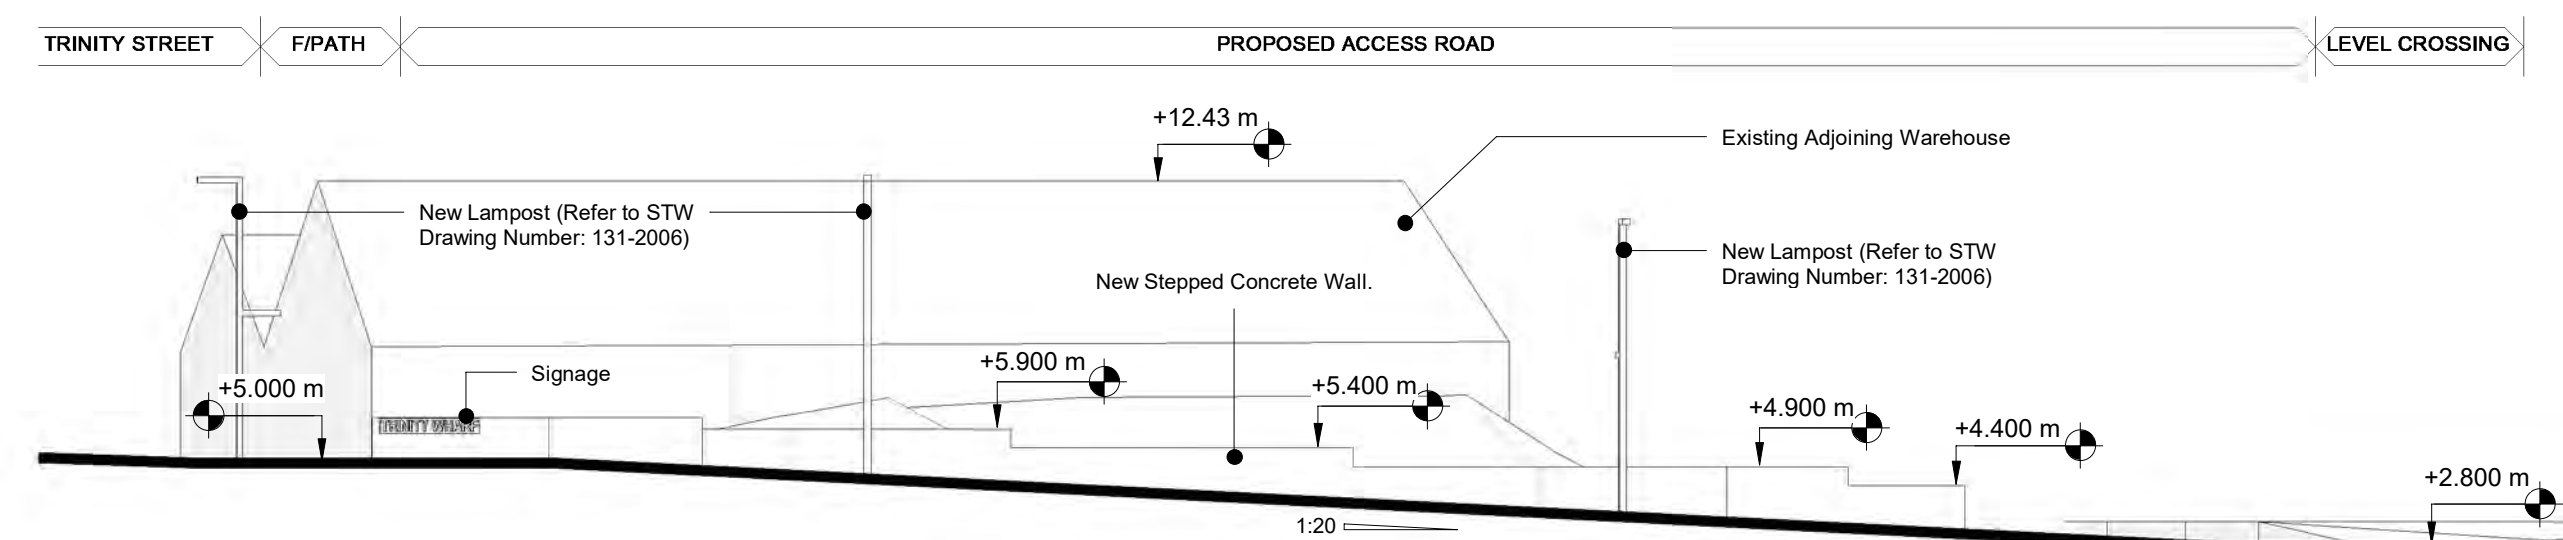 TRINITY STREET
F/PATH
PROPOSED ACCESS ROAD
LEVEL CROSSING
+12.43 m
Existing Adjoining Warehouse
New Lampost (Refer to STW
Drawing Number: 131-2006)
New Lampost (Refer to STW
Drawing Number: 131-2006)
New Stepped Concrete Wall.
+5.900 m
Signage
+5.000 m
+5.400 m
+4.900 m
+4.400 m
TRINITY WHARF
+2.800 m
1:20